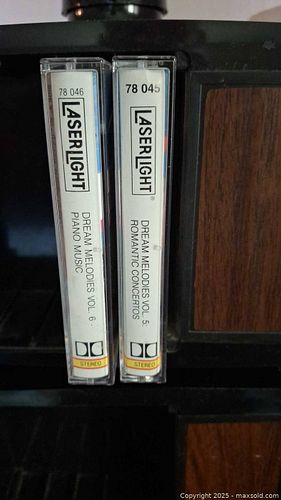 78 046
LASERLIGHT
DREAM MELODIES VOL. 6 -
PIANO MUSIC
STEREO
78 045
LASERLIGHT
DREAM MELODIES VOL. 5:
ROMANTIC CONCERTOS
STEREO
Copyright 2025 - maxsold.com